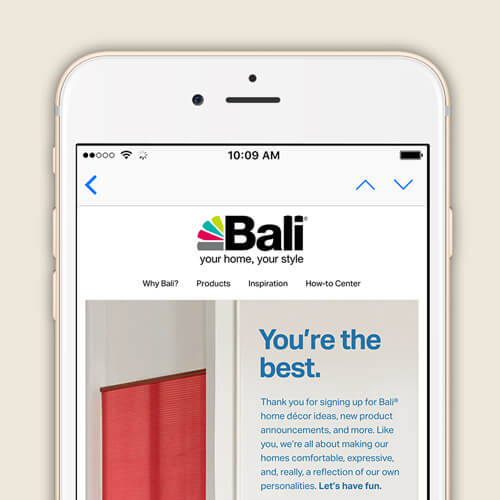 10:09 AM
Bali®
your home, your style
Why Bali? Products Inspiration How-to Center
You're the
best.
Thank you for signing up for Bali®
home décor ideas, new product
announcements, and more. Like
you, we're all about making our
homes comfortable, expressive,
and, really, a reflection of our own
personalities. Let's have fun.